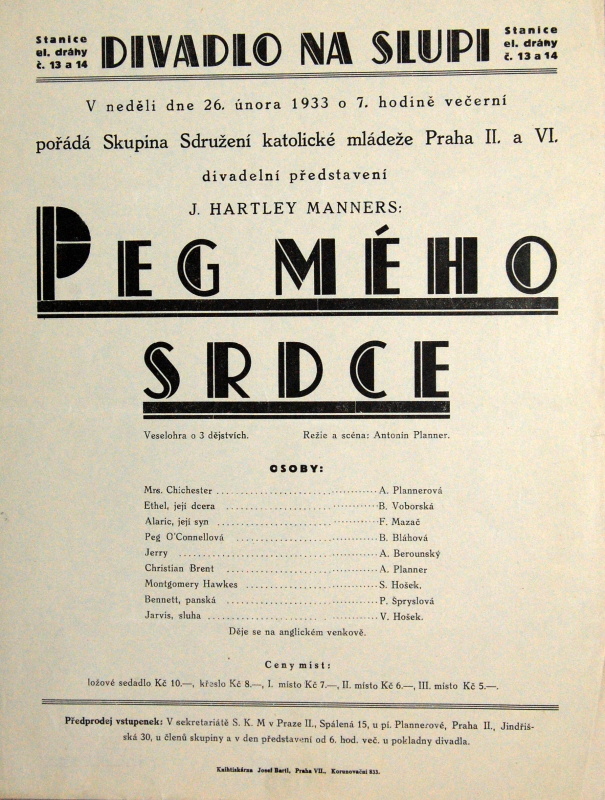 Stanice
el. dráhy
č. 13 a 14
DIVADLO NA SLUPI
Stanice
el. dráhy
č. 13 a 14
V neděli dne 26. února 1933 o 7. hodině večerní
pořádá Skupina Sdružení katolické mládeže Praha II. a VI.
divadelní představení
J. HARTLEY MANNERS:
PEG MÉHO
SRDCE
Veselohra o 3 dějstvích. Režie a scéna: Antonín Planner.
OSOBY:
Mrs. Chichester A. Plannerová
Ethel, její dcera B. Voborská
Alaric, její syn F. Mazač
Peg O'Connellová B. Bláhová
Jerry A. Berounský
Christian Brent A. Planner
Montgomery Hawkes S. Hošek.
Bennett, panská P. Spryslová
Jarvis, sluha V. Hošek.
Děje se na anglickém venkově.
Ceny míst:
ložové sedadlo Kč 10.—, křeslo Kč 8.—, I. místo Kč 7.—, II. místo Kč 6.—, III. místo Kč 5.—.
Předprodej vstupenek: V sekretariátě S. K. M v Praze II., Spálená 15, u pí. Plannerové, Praha II., Jindřiš-
ská 30, u členů skupiny a v den představení od 6. hod. več. u pokladny divadla.
Knihtiskárna Josef Bartl, Praha VII., Korunovační 933.